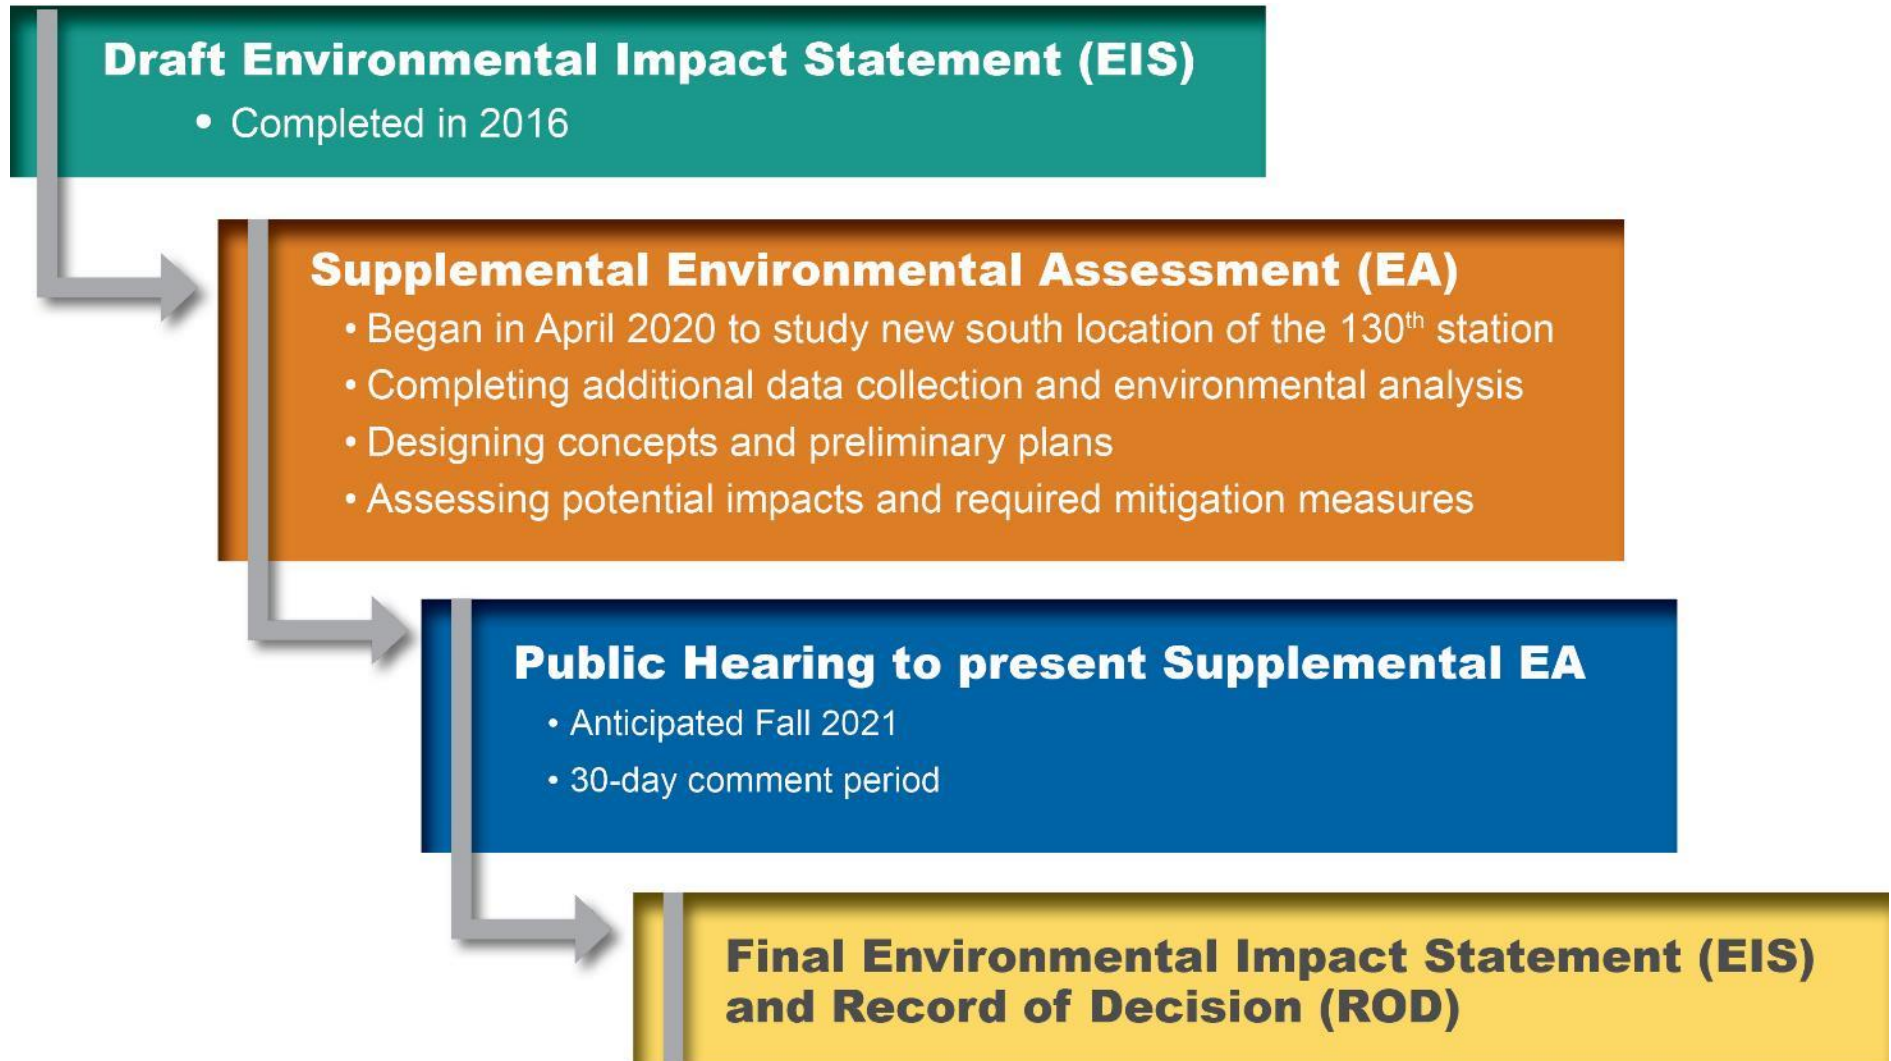 Draft Environmental Impact Statement (EIS)
• Completed in 2016
Supplemental Environmental Assessment (EA)
• Began in April 2020 to study new south location of the 130th station
• Completing additional data collection and environmental analysis
• Designing concepts and preliminary plans
• Assessing potential impacts and required mitigation measures
Public Hearing to present Supplemental EA
• Anticipated Fall 2021
• 30-day comment period
Final Environmental Impact Statement (EIS)
and Record of Decision (ROD)